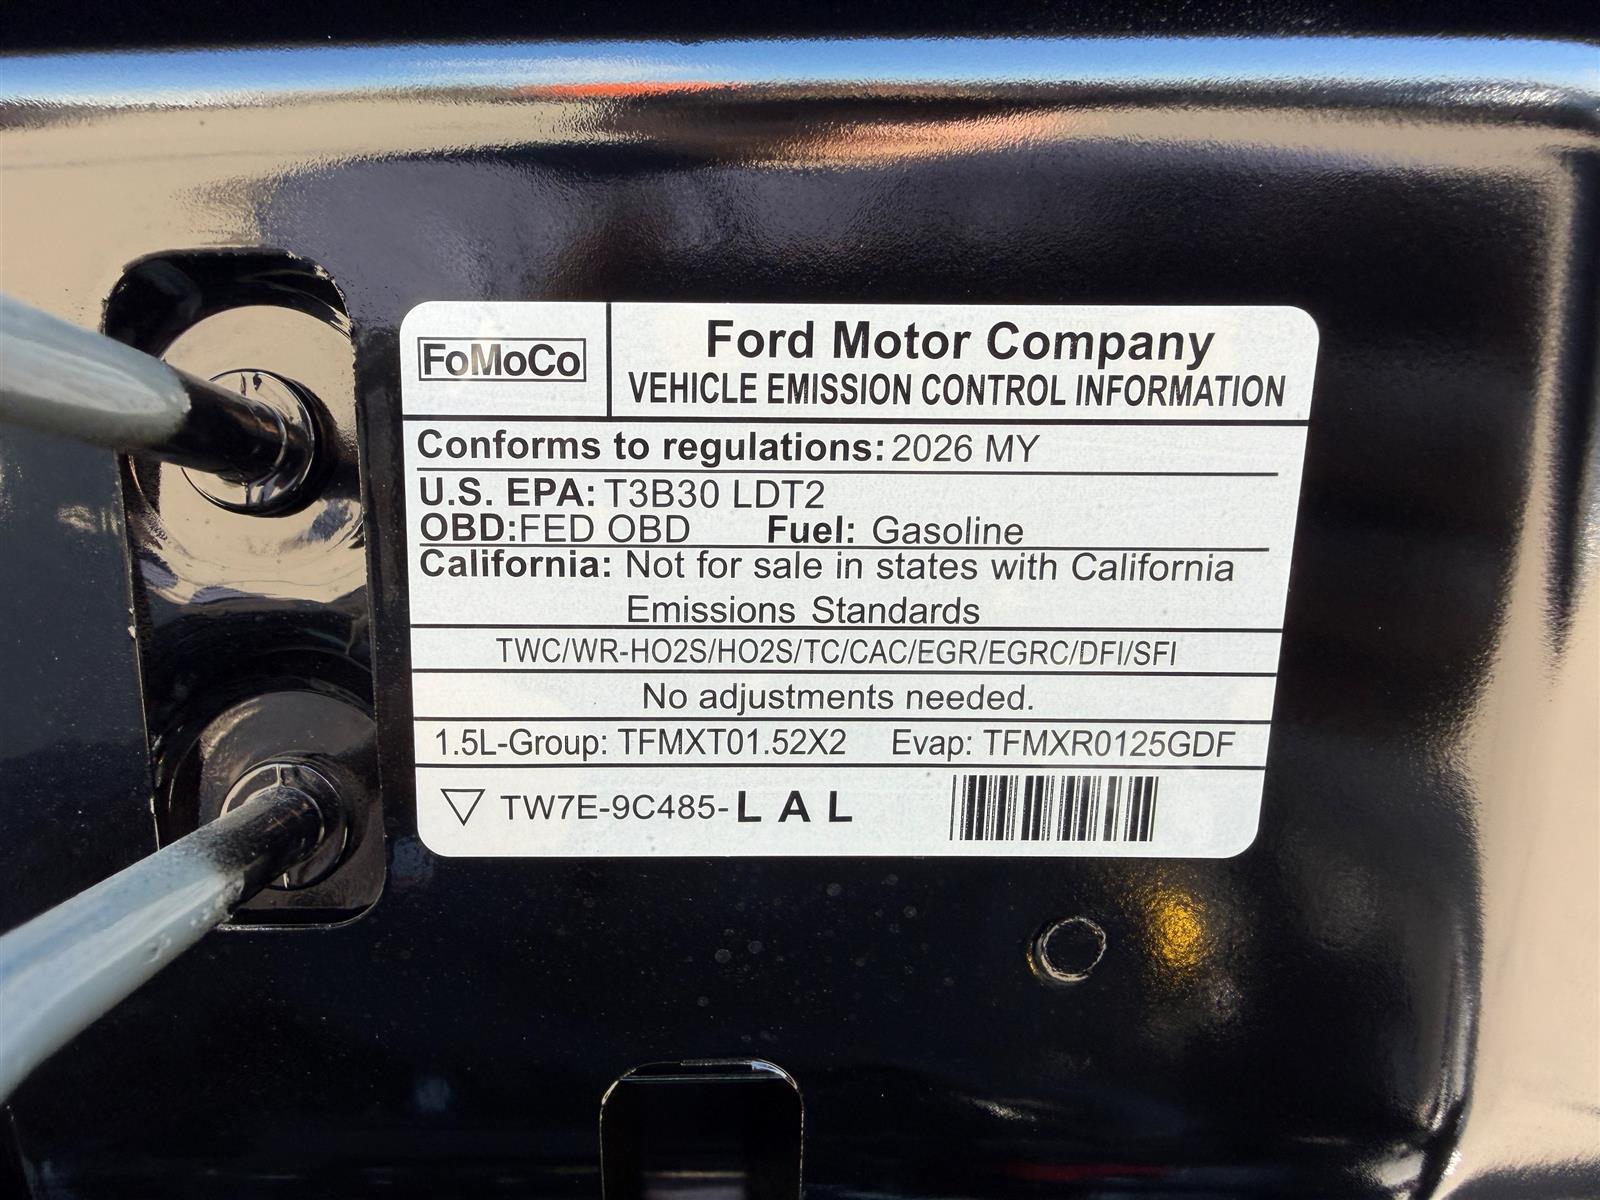 FoMoCo
Ford Motor Company
VEHICLE EMISSION CONTROL INFORMATION
Conforms to regulations: 2026 MY
U.S. EPA: T3B30 LDT2
OBD:FED OBD Fuel: Gasoline
California: Not for sale in states with California
Emissions Standards
TWC/WR-HO2S/HO2S/TC/CAC/EGR/EGRC/DFI/SFI
No adjustments needed.
1.5L-Group: TFMXT01.52X2 Evap: TFMXR0125GDF
TW7E-9C485-L A L